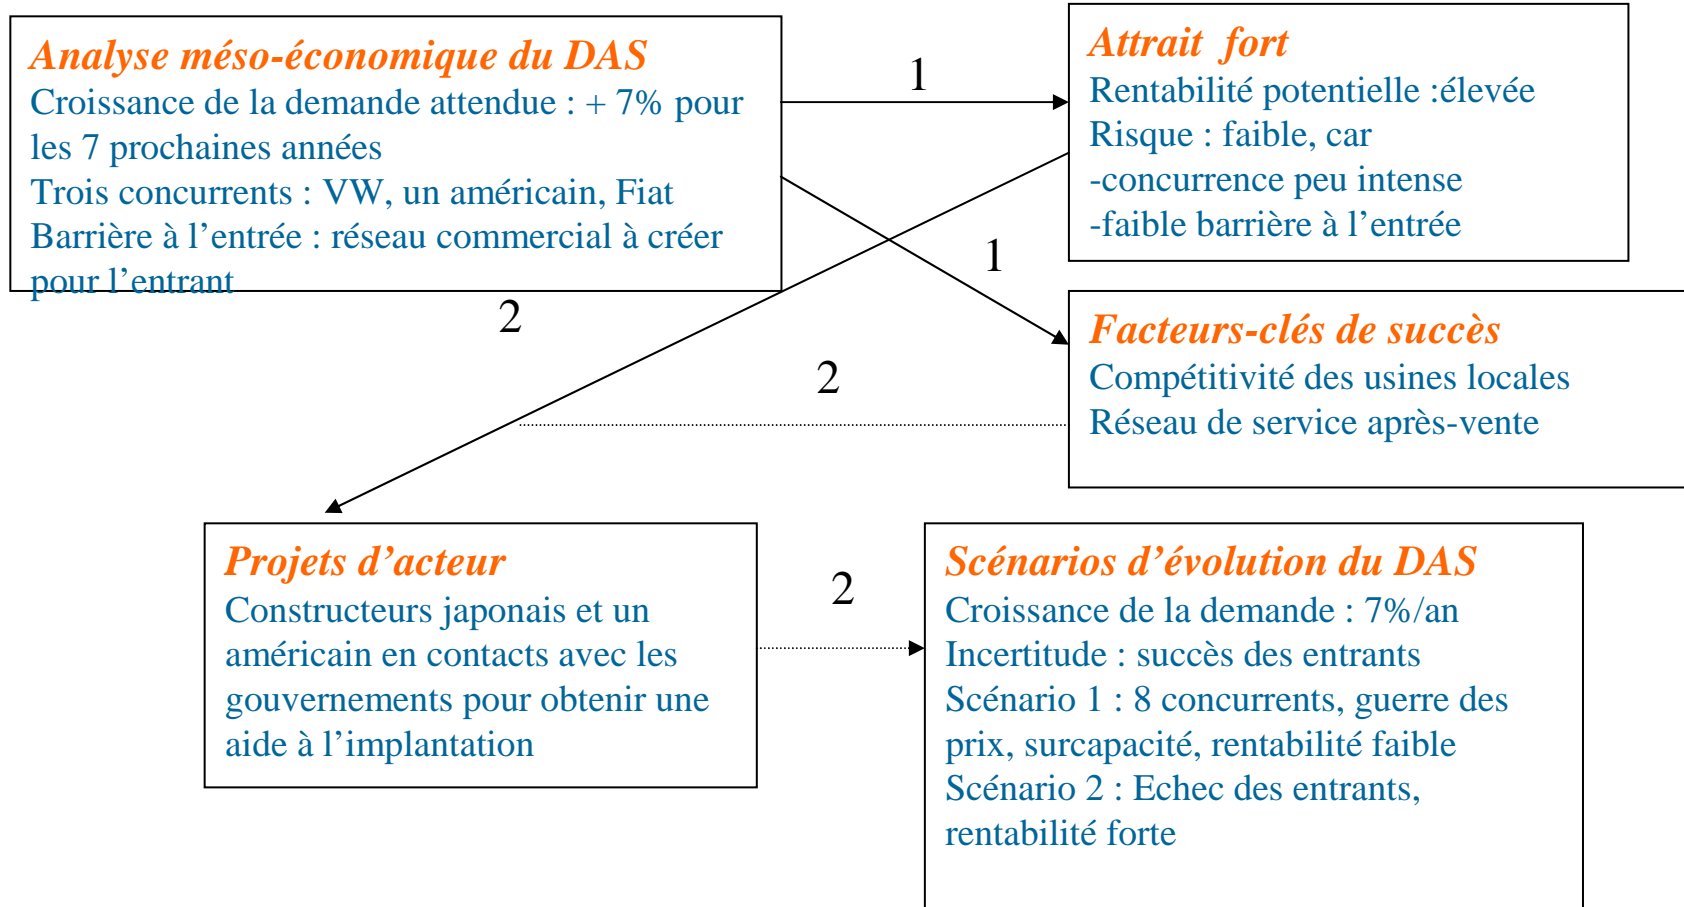 Analyse méso-économique du DAS
Croissance de la demande attendue : + 7% pour
les 7 prochaines années
Trois concurrents : VW, un américain, Fiat
Barrière à l’entrée : réseau commercial à créer
pour l’entrant
1
Attrait fort
Rentabilité potentielle :élevée
Risque : faible, car
-concurrence peu intense
-faible barrière à l’entrée
1
2
Facteurs-clés de succès
Compétitivité des usines locales
Réseau de service après-vente
2
Projets d’acteur
Constructeurs japonais et un
américain en contacts avec les
gouvernements pour obtenir une
aide à l’implantation
2
Scénarios d’évolution du DAS
Croissance de la demande : 7%/an
Incertitude : succès des entrants
Scénario 1 : 8 concurrents, guerre des
prix, surcapacité, rentabilité faible
Scénario 2 : Echec des entrants,
rentabilité forte